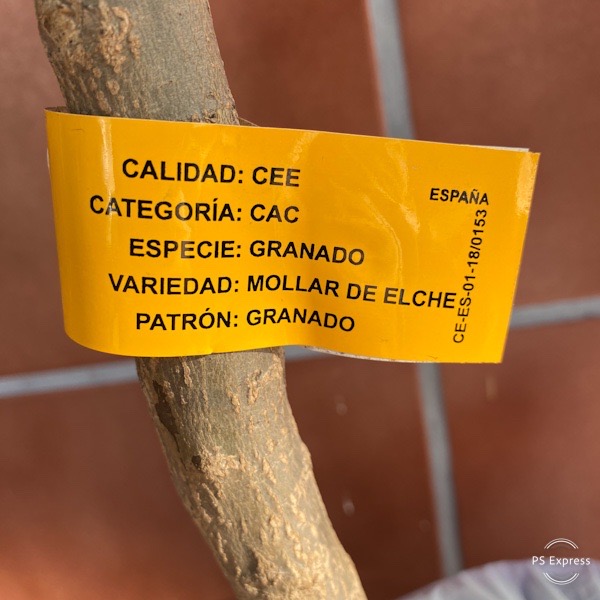 CALIDAD: CEE
CATEGORÍA: CAC
ESPECIE: GRANADO
VARIEDAD: MOLLAR DE ELCHE
PATRÓN: GRANADO
ESPAÑA
CE-ES-01-18/0153
PS Express